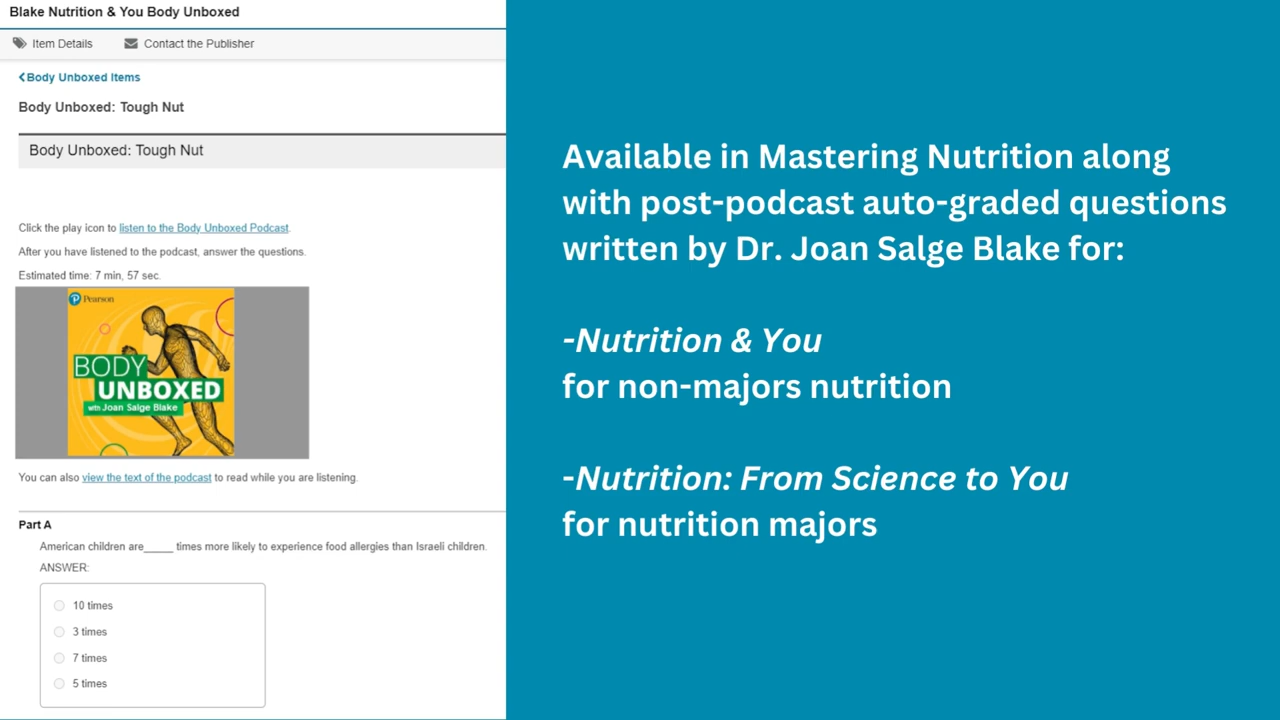 Blake Nutrition & You Body Unboxed
Item Details Contact the Publisher
Body Unboxed Items
Body Unboxed: Tough Nut
Body Unboxed: Tough Nut
Click the play icon to listen to the Body Unboxed Podcast.
After you have listened to the podcast, answer the questions.
Estimated time: 7 min, 57 sec.
P Pearson
BODY
UNBOXED
with Joan Salge Blake
You can also view the text of the podcast to read while you are listening.
Part A
American children are_____ times more likely to experience food allergies than Israeli children.
ANSWER:
10 times
3 times
7 times
5 times
Available in Mastering Nutrition along
with post-podcast auto-graded questions
written by Dr. Joan Salge Blake for:
-Nutrition & You
for non-majors nutrition
-Nutrition: From Science to You
for nutrition majors